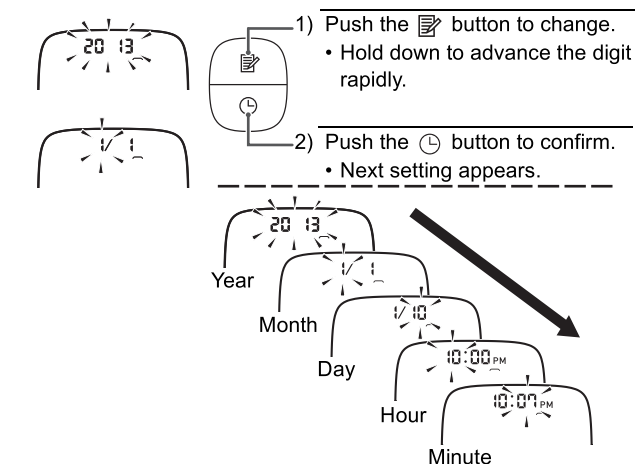 20 13
1) Push the button to change.
• Hold down to advance the digit
rapidly.
1/ 1
2) Push the button to confirm.
• Next setting appears.
20 13
Year
1/ 1
Month
1/10
Day
10:00 PM
Hour
10:07 PM
Minute